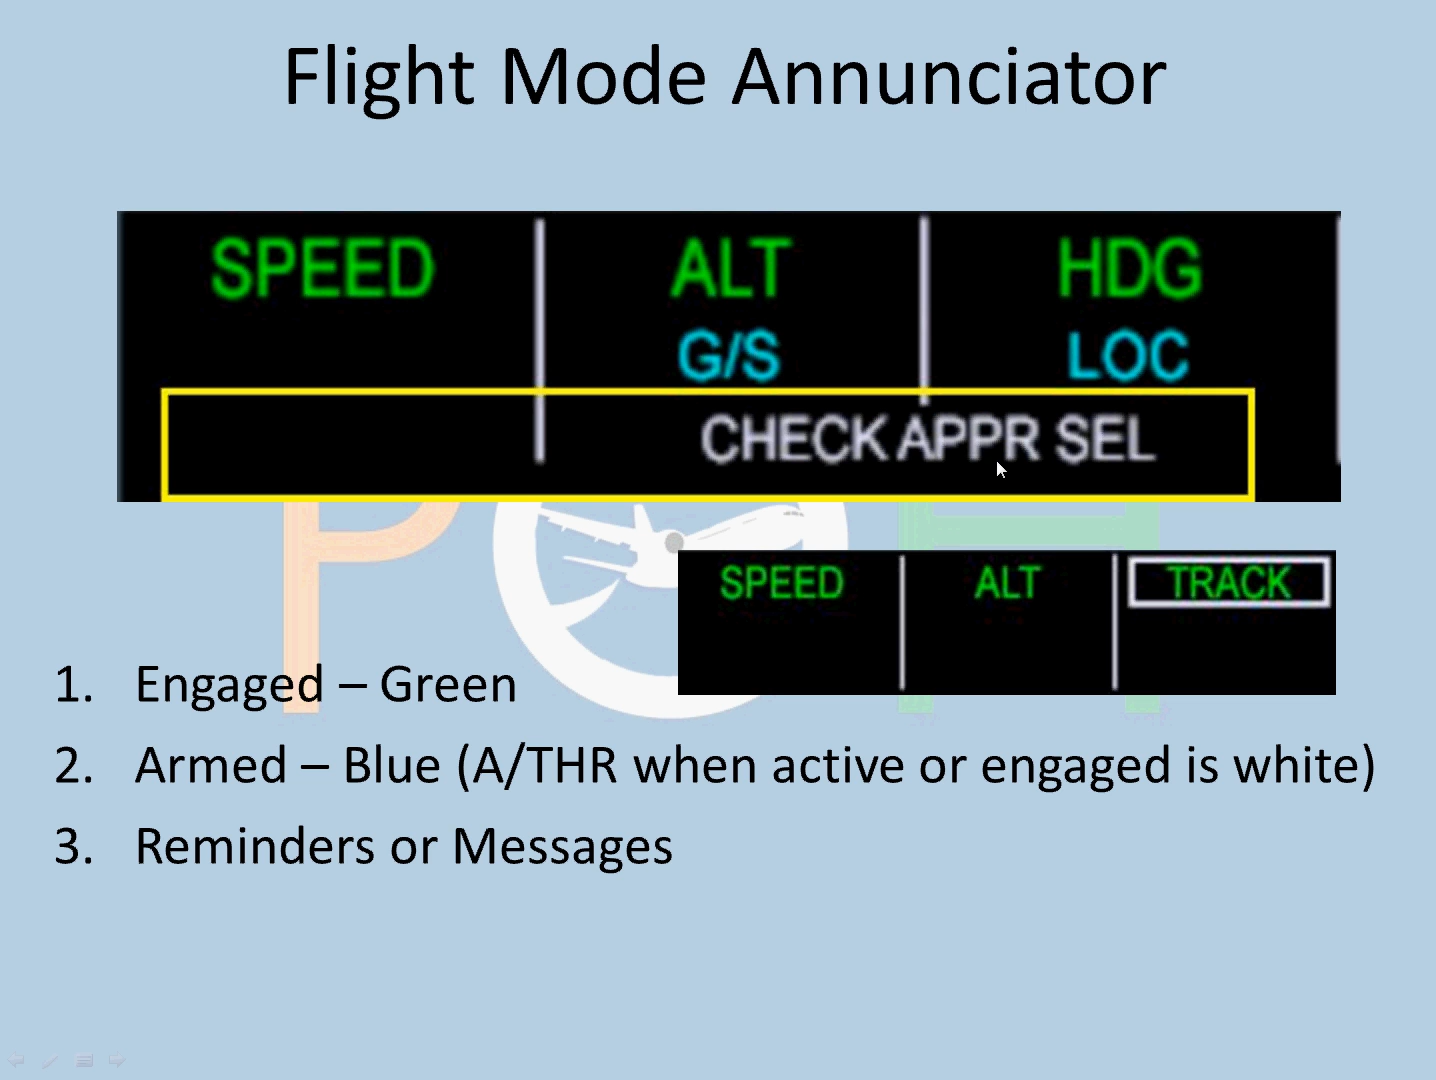 Flight Mode Annunciator
SPEED ALT HDG
G/S LOC
CHECK APPR SEL
SPEED ALT TRACK
1. Engaged – Green
2. Armed – Blue (A/THR when active or engaged is white)
3. Reminders or Messages